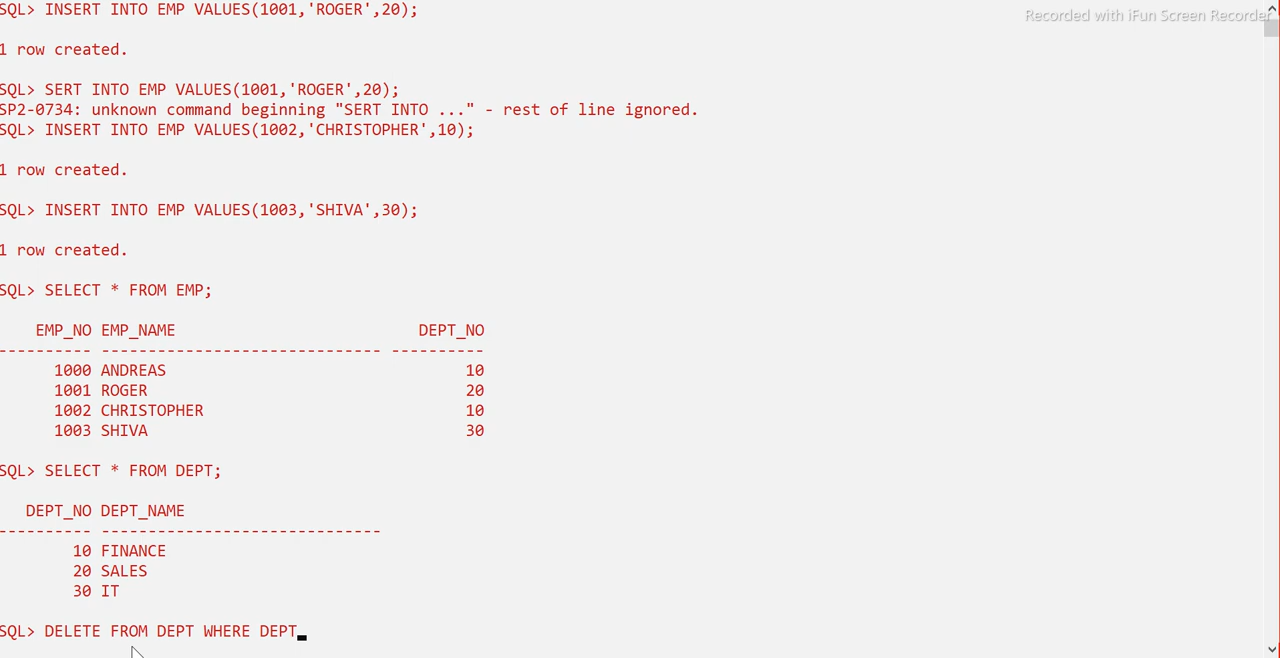 SQL> INSERT INTO EMP VALUES(1001,'ROGER',20);
Recorded with iFun Screen Recorder
1 row created.
SQL> SERT INTO EMP VALUES(1001,'ROGER',20);
SP2-0734: unknown command beginning "SERT INTO ..." - rest of line ignored.
SQL> INSERT INTO EMP VALUES(1002,'CHRISTOPHER',10);
1 row created.
SQL> INSERT INTO EMP VALUES(1003,'SHIVA',30);
1 row created.
SQL> SELECT * FROM EMP;
EMP_NO EMP_NAME DEPT_NO
---------- ------------------------------ ----------
1000 ANDREAS 10
1001 ROGER 20
1002 CHRISTOPHER 10
1003 SHIVA 30
SQL> SELECT * FROM DEPT;
DEPT_NO DEPT_NAME
---------- ------------------------------
10 FINANCE
20 SALES
30 IT
SQL> DELETE FROM DEPT WHERE DEPT_